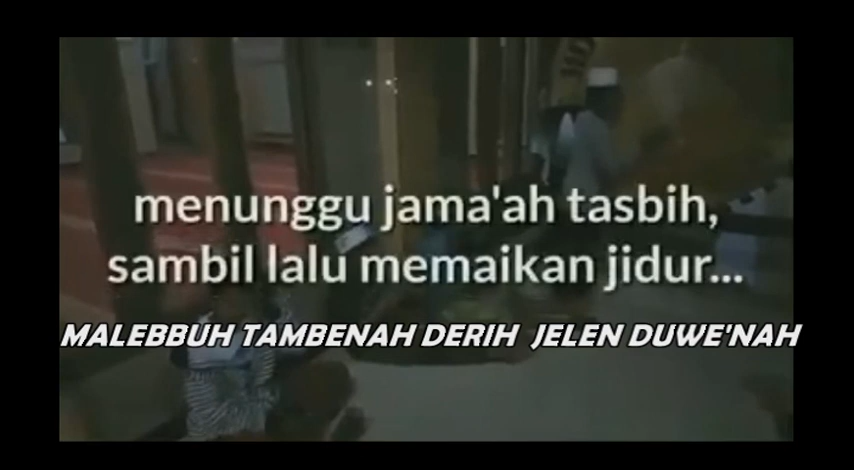 menunggu jama'ah tasbih,
sambil lalu memaikan jidur...
MALEBBUH TAMBENAH DERIH JELEN DUWE'NAH